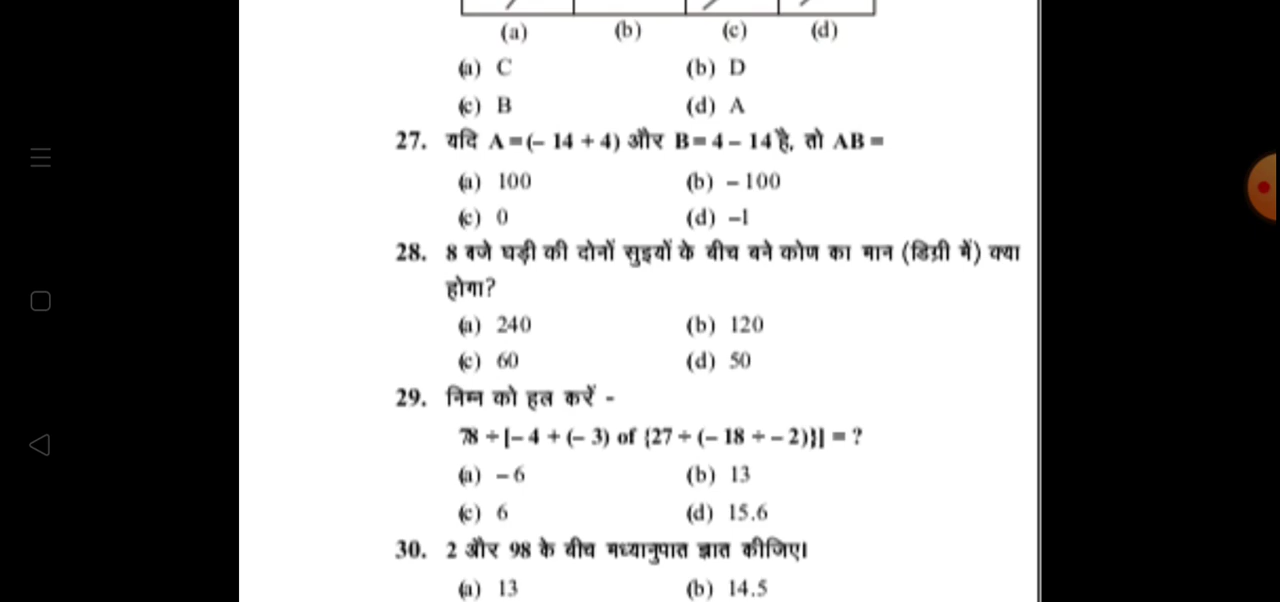 (a) (b) (c) (d)
(a) C (b) D
(c) B (d) A
27. यदि A = (– 14 + 4) और B = 4 – 14 है, तो AB =
(a) 100 (b) – 100
(c) 0 (d) –1
28. 8 बजे घड़ी की दोनों सुइयों के बीच बने कोण का मान (डिग्री में) क्या
होगा?
(a) 240 (b) 120
(c) 60 (d) 50
29. निम्न को हल करें -
78 ÷ [– 4 + (– 3) of {27 ÷ (– 18 ÷ – 2)}] = ?
(a) – 6 (b) 13
(c) 6 (d) 15.6
30. 2 और 98 के बीच मध्यानुपात ज्ञात कीजिए।
(a) 13 (b) 14.5